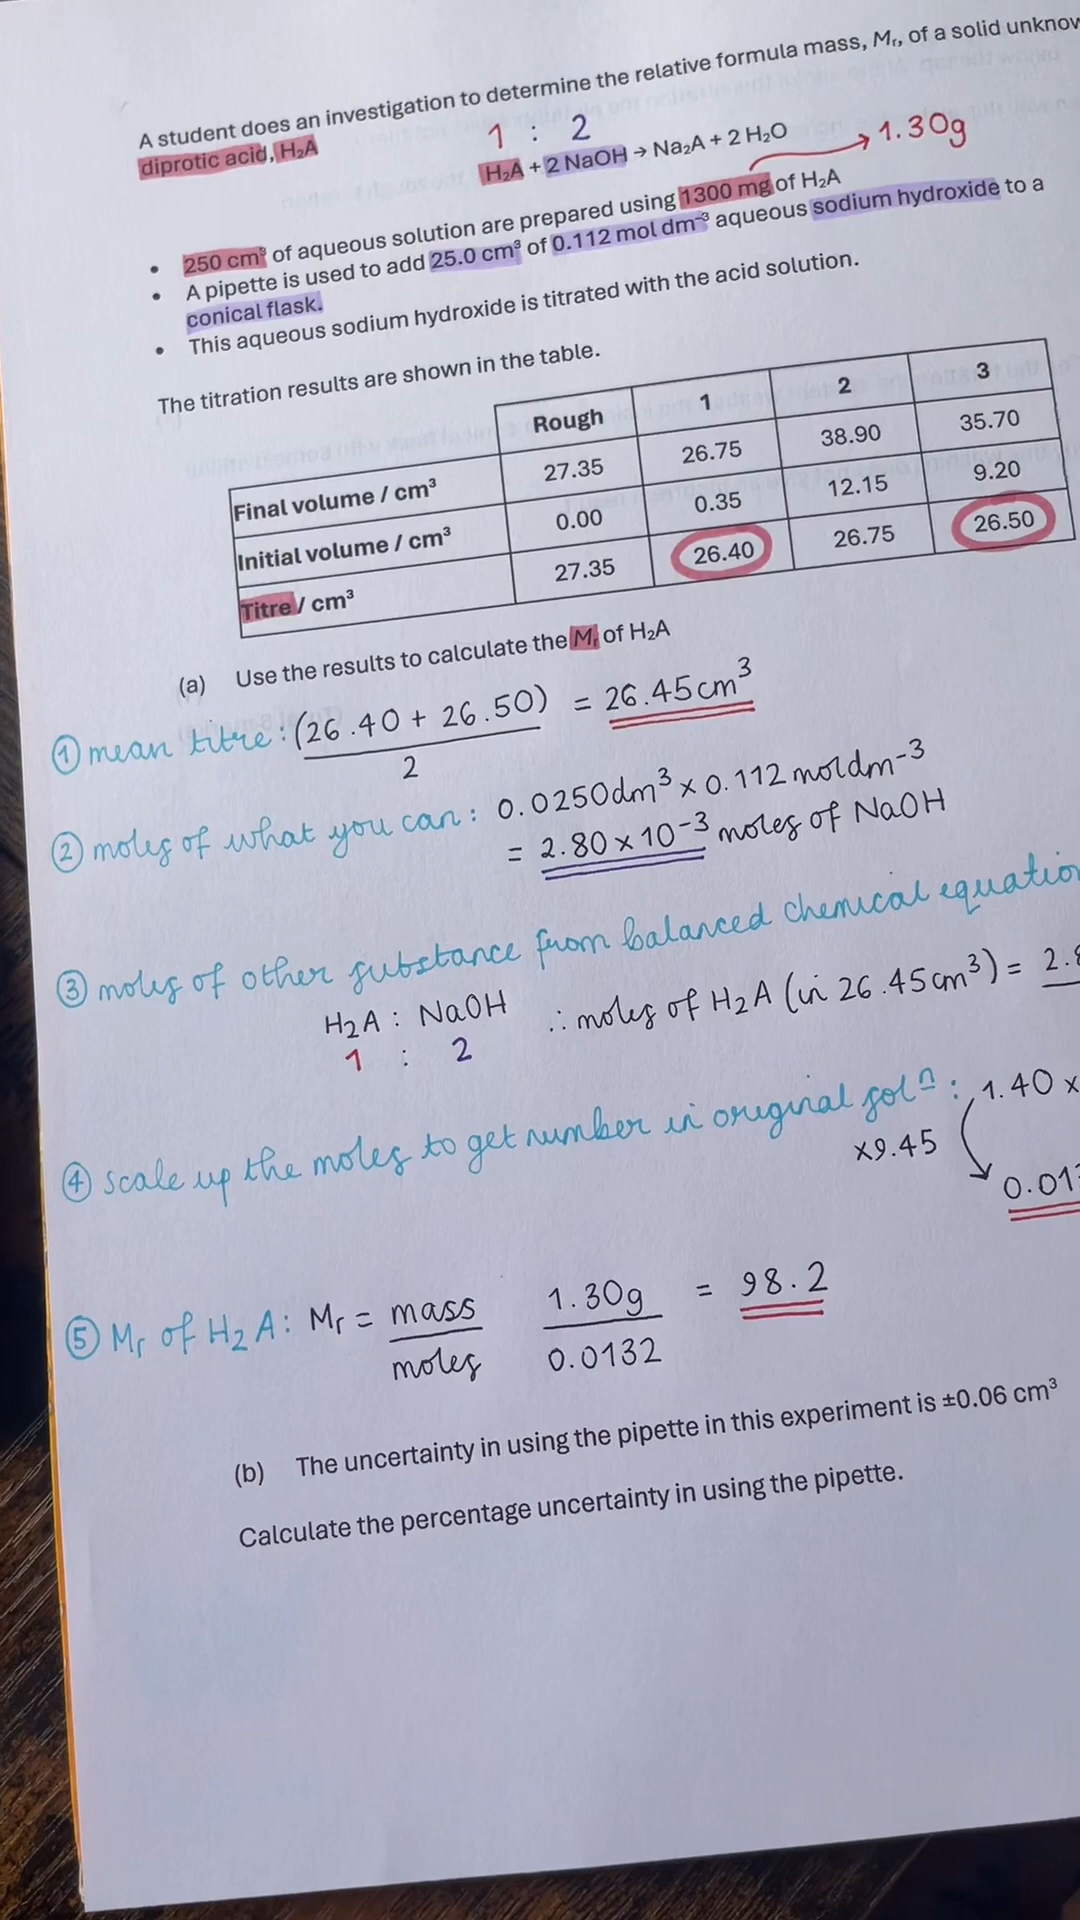 A student does an investigation to determine the relative formula mass, Mᵣ, of a solid
diprotic acid, H₂A
1 : 2
H₂A + 2 NaOH → Na₂A + 2 H₂O
→ 1.30g
• 250 cm³ of aqueous solution are prepared using 1300 mg of H₂A
• A pipette is used to add 25.0 cm³ of 0.112 mol dm⁻³ aqueous sodium hydroxide to a
conical flask.
• This aqueous sodium hydroxide is titrated with the acid solution.
The titration results are shown in the table.
Rough 1 2 3
Final volume / cm³ 27.35 26.75 38.90 35.70
Initial volume / cm³ 0.00 0.35 12.15 9.20
Titre / cm³ 27.35 26.40 26.75 26.50
(a) Use the results to calculate the Mᵣ of H₂A
① mean titre: (26.40 + 26.50) = 26.45cm³
2
② moles of what you can: 0.0250dm³ × 0.112 moldm⁻³
= 2.80 × 10⁻³ moles of NaOH
③ moles of other substance from balanced chemical
H₂A : NaOH ∴ moles of H₂A (in 26.45cm³) =
1 : 2
④ scale up the moles to get number in original solⁿ: 1.40 ×
×9.45
⑤ Mᵣ of H₂A: Mᵣ = mass 1.30g = 98.2
moles 0.0132
(b) The uncertainty in using the pipette in this experiment is ±0.06 cm³
Calculate the percentage uncertainty in using the pipette.